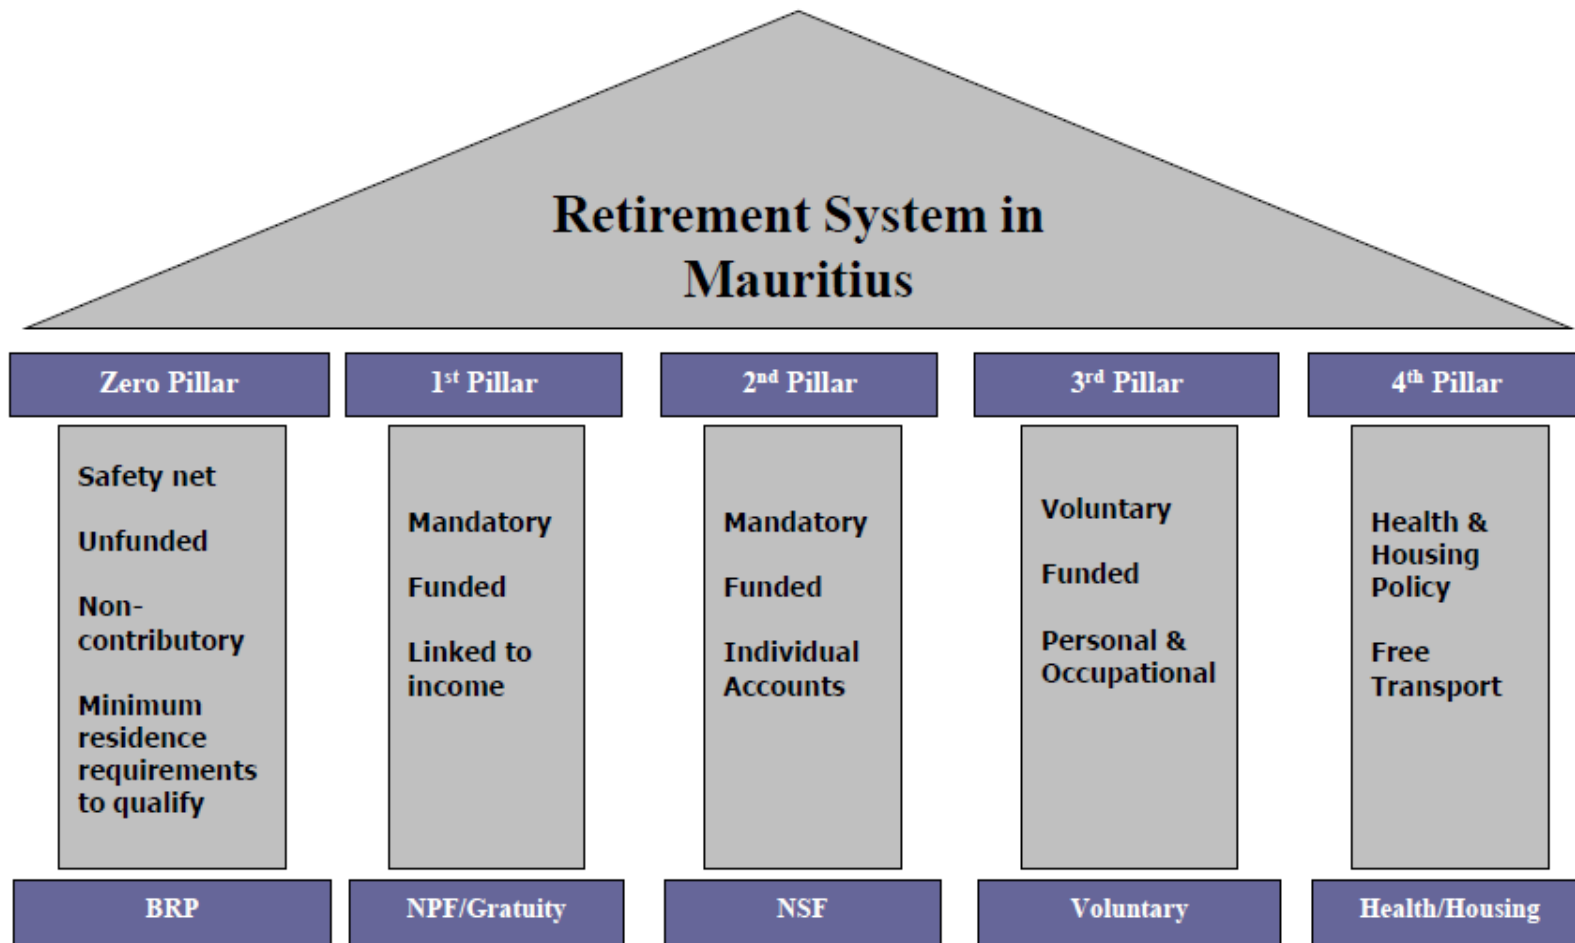 Retirement System in
Mauritius
Zero Pillar
1st Pillar
2nd Pillar
3rd Pillar
4th Pillar
Safety net
Unfunded
Non-
contributory
Minimum
residence
requirements
to qualify
Mandatory
Funded
Linked to
income
Mandatory
Funded
Individual
Accounts
Voluntary
Funded
Personal &
Occupational
Health &
Housing
Policy
Free
Transport
BRP
NPF/Gratuity
NSF
Voluntary
Health/Housing